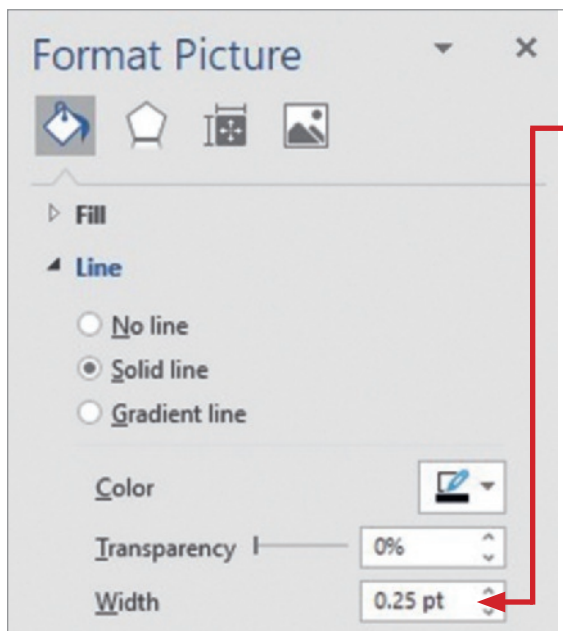 Format Picture
Fill
Line
No line
Solid line
Gradient line
Color
Transparency 0%
Width 0.25 pt